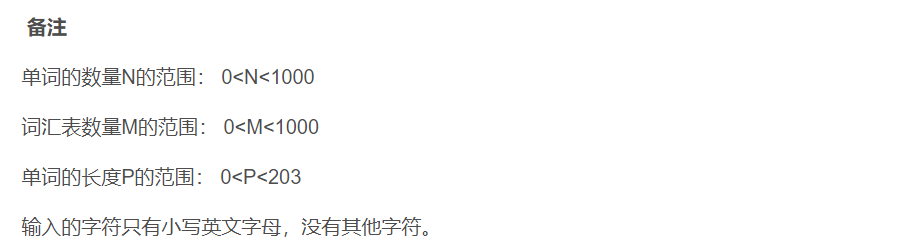 备注
单词的数量N的范围： 0<N<1000
词汇表数量M的范围： 0<M<1000
单词的长度P的范围： 0<P<203
输入的字符只有小写英文字母，没有其他字符。